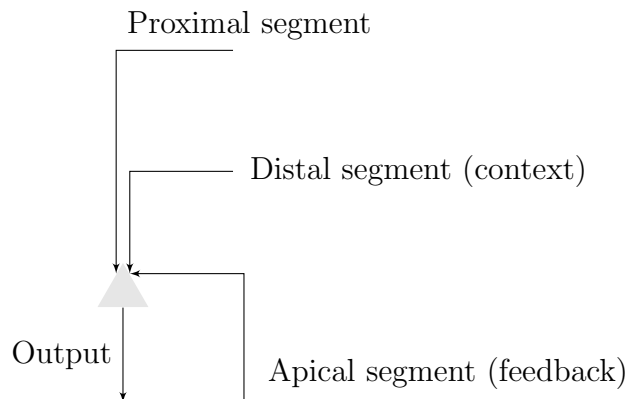 Proximal segment
Distal segment (context)
Output
Apical segment (feedback)